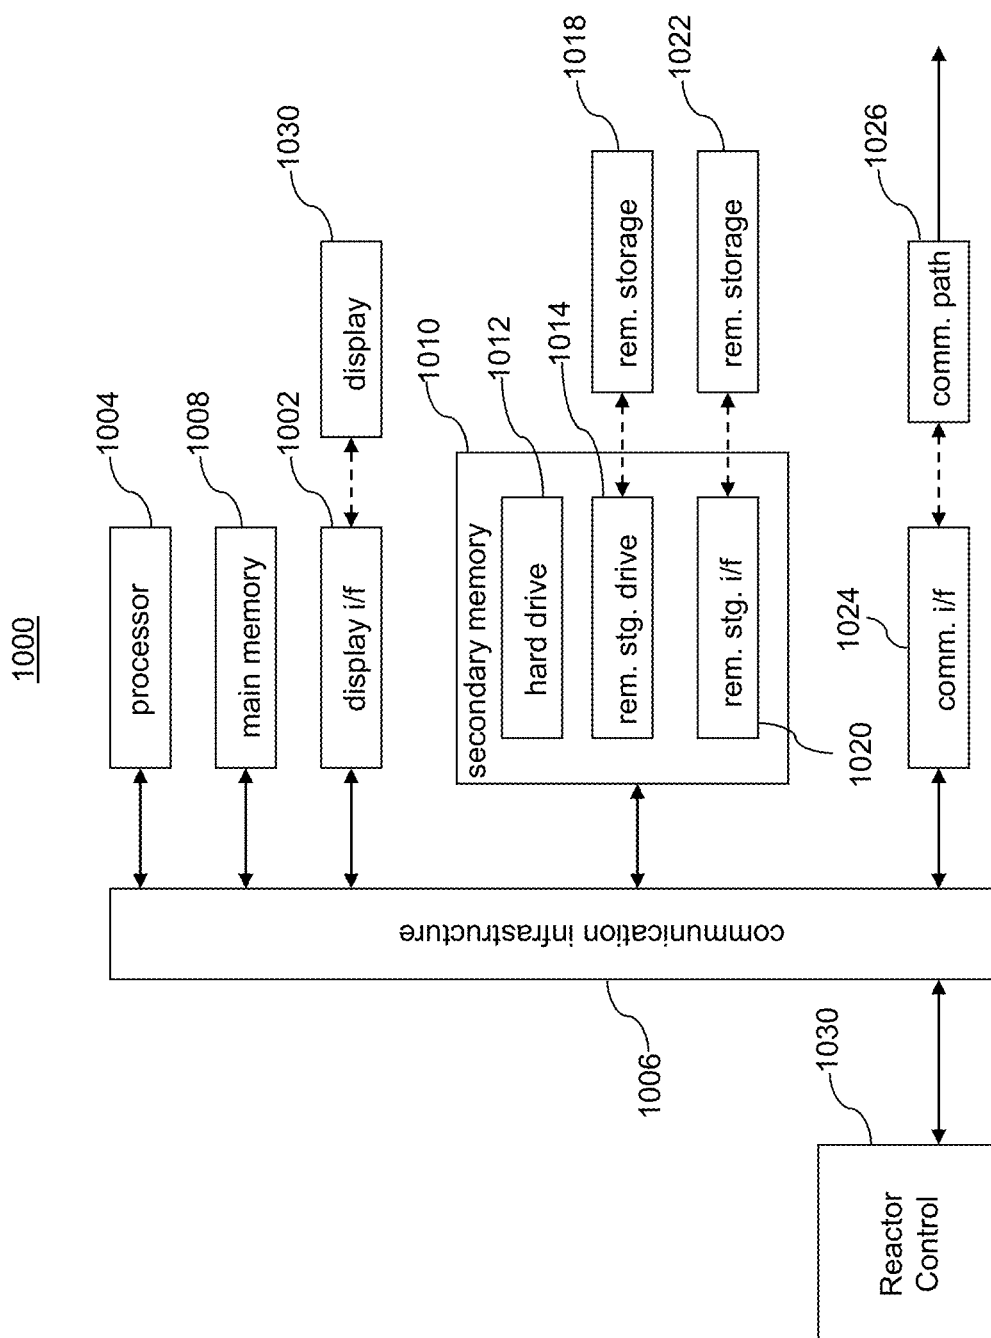 1000
processor
1004
main memory
1008
display i/f
1002
display
1030
secondary memory
1010
hard drive
1012
rem. stg. drive
1014
rem. storage
1018
rem. stg. i/f
1020
rem. storage
1022
comm. i/f
1024
comm. path
1026
communication infrastructure
1006
Reactor
Control
1030